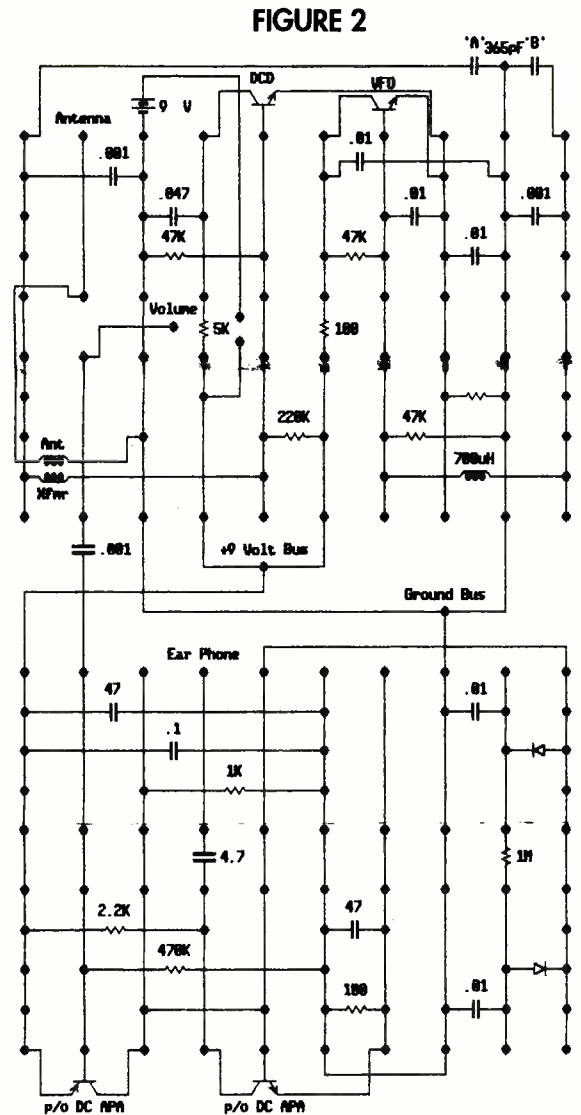 FIGURE 2
'A' 365pF 'B'
9 V
DCD
VFO
Antenna
.001
.01
.047
.01
.001
47K
47K
.01
Volume
5K
100
220K
47K
Ant
700uH
Xfmr
.001
+9 Volt Bus
Ground Bus
Ear Phone
47
.01
.1
1K
4.7
1M
2.2K
47
470K
100
.01
p/o DC APA
p/o DC APA